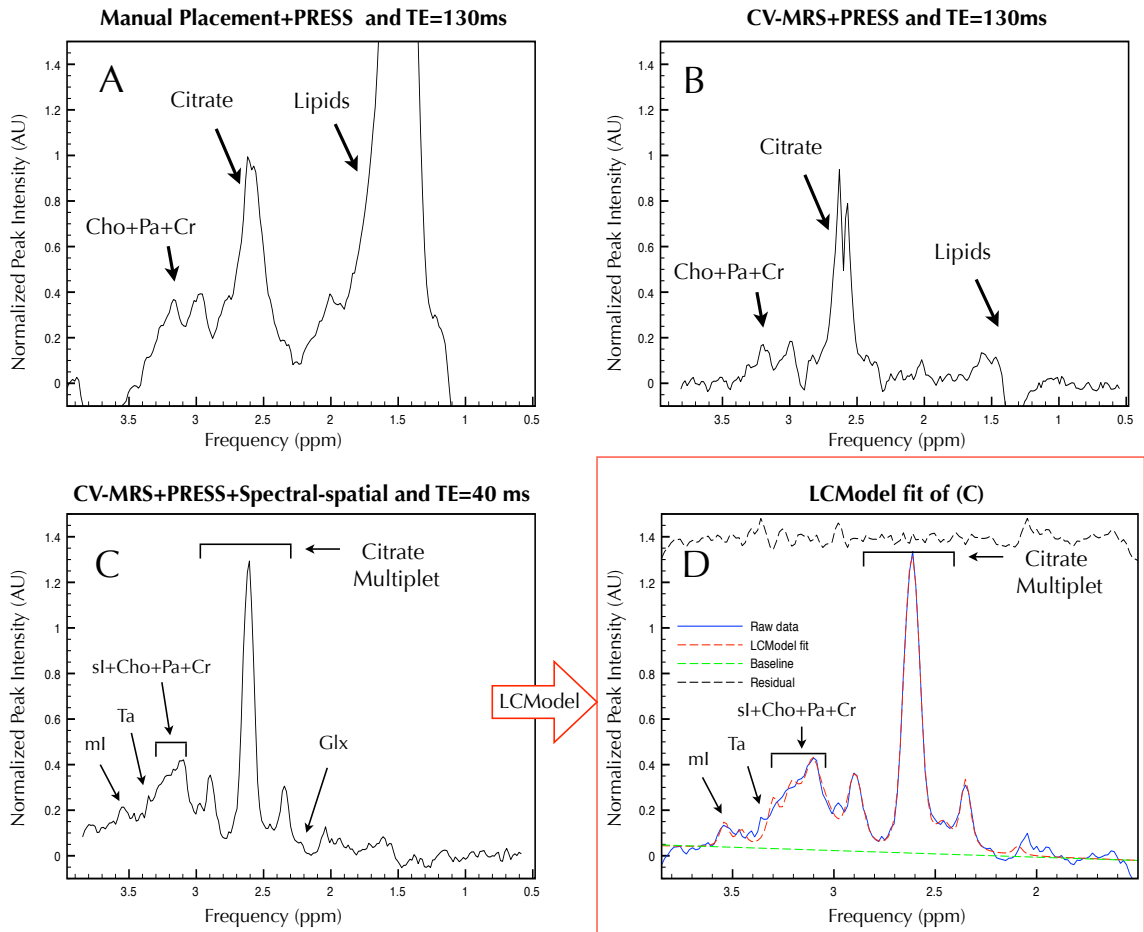 Manual Placement+PRESS and TE=130ms
A
Citrate
Lipids
Cho+Pa+Cr
Normalized Peak Intensity (AU)
1.4
1.2
1
0.8
0.6
0.4
0.2
0
3.5
3
2.5
2
1.5
1
0.5
Frequency (ppm)
CV-MRS+PRESS and TE=130ms
B
Citrate
Lipids
Cho+Pa+Cr
Normalized Peak Intensity (AU)
1.4
1.2
1
0.8
0.6
0.4
0.2
0
3.5
3
2.5
2
1.5
1
0.5
Frequency (ppm)
CV-MRS+PRESS+Spectral-spatial and TE=40 ms
C
Citrate
Multiplet
sI+Cho+Pa+Cr
Ta
mI
Glx
Normalized Peak Intensity (AU)
1.4
1.2
1
0.8
0.6
0.4
0.2
0
3.5
3
2.5
2
1.5
1
0.5
Frequency (ppm)
LCModel
LCModel fit of (C)
D
Citrate
Multiplet
Raw data
LCModel fit
Baseline
Residual
sI+Cho+Pa+Cr
Ta
mI
Normalized Peak Intensity (AU)
1.4
1.2
1
0.8
0.6
0.4
0.2
0
3.5
3
2.5
2
Frequency (ppm)